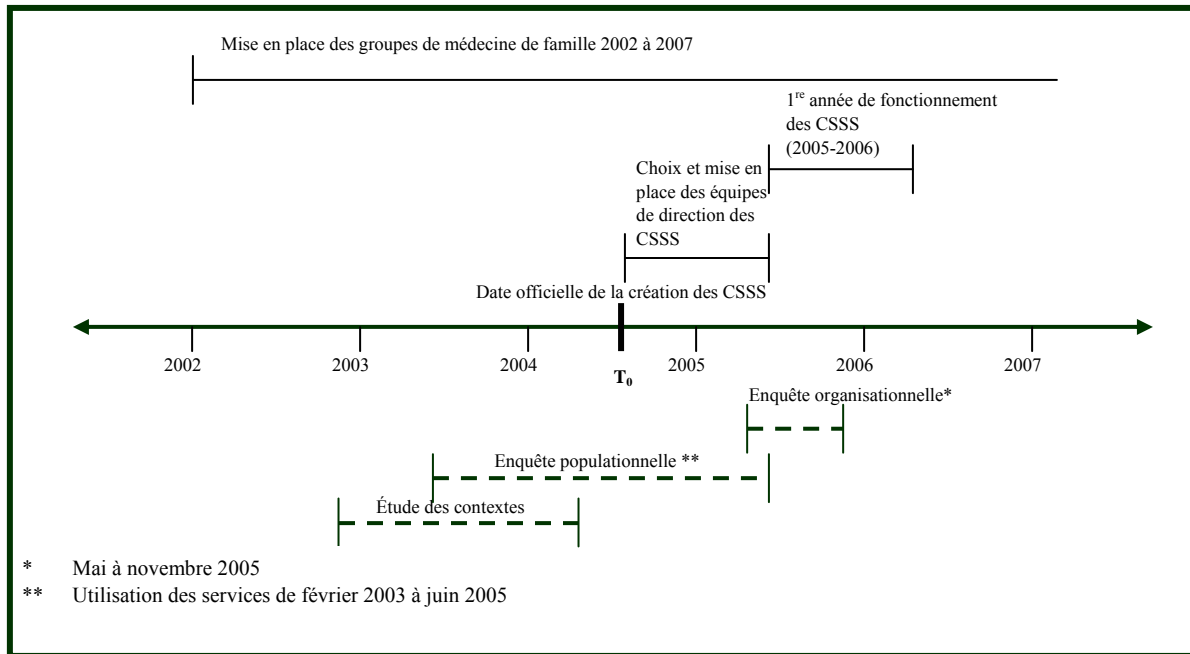 Mise en place des groupes de médecine de famille 2002 à 2007
1re année de fonctionnement
des CSSS
(2005-2006)
Choix et mise en
place des équipes
de direction des
CSSS
Date officielle de la création des CSSS
2002
2003
2004
T0
2005
2006
2007
Enquête organisationnelle*
Enquête populationnelle **
Étude des contextes
* Mai à novembre 2005
** Utilisation des services de février 2003 à juin 2005